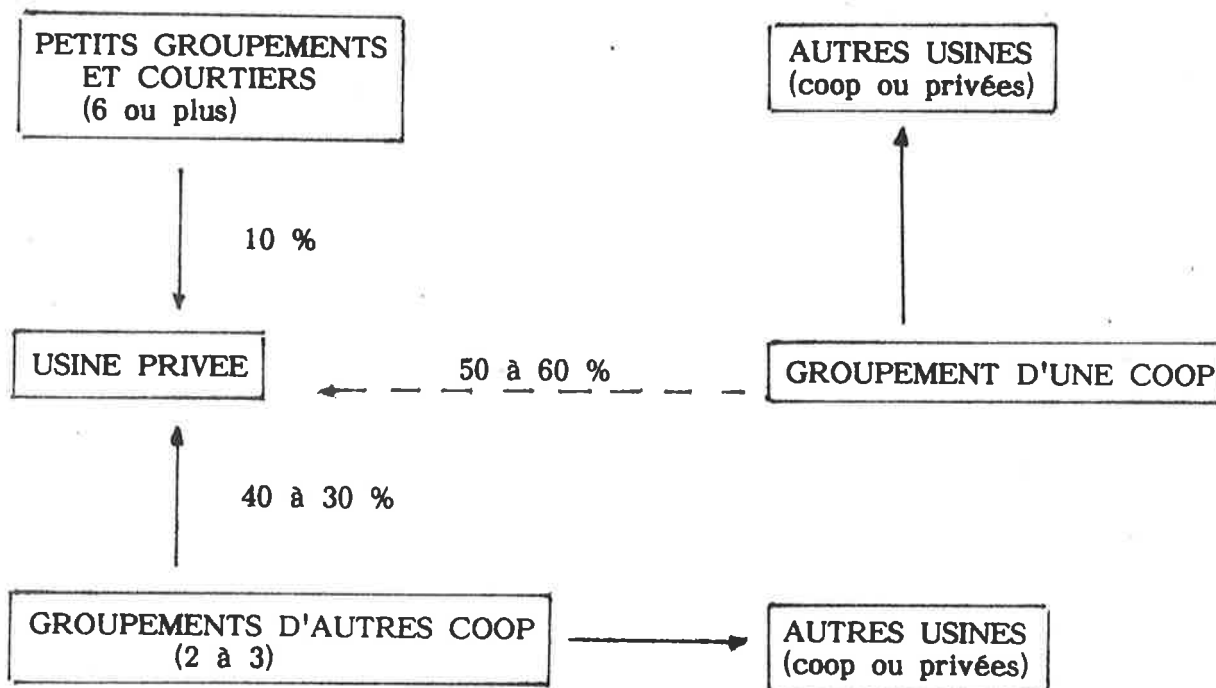 PETITS GROUPEMENTS
ET COURTIERS
(6 ou plus)
AUTRES USINES
(coop ou privées)
10 %
USINE PRIVEE
50 à 60 %
GROUPEMENT D'UNE COOP
40 à 30 %
GROUPEMENTS D'AUTRES COOP
(2 à 3)
AUTRES USINES
(coop ou privées)